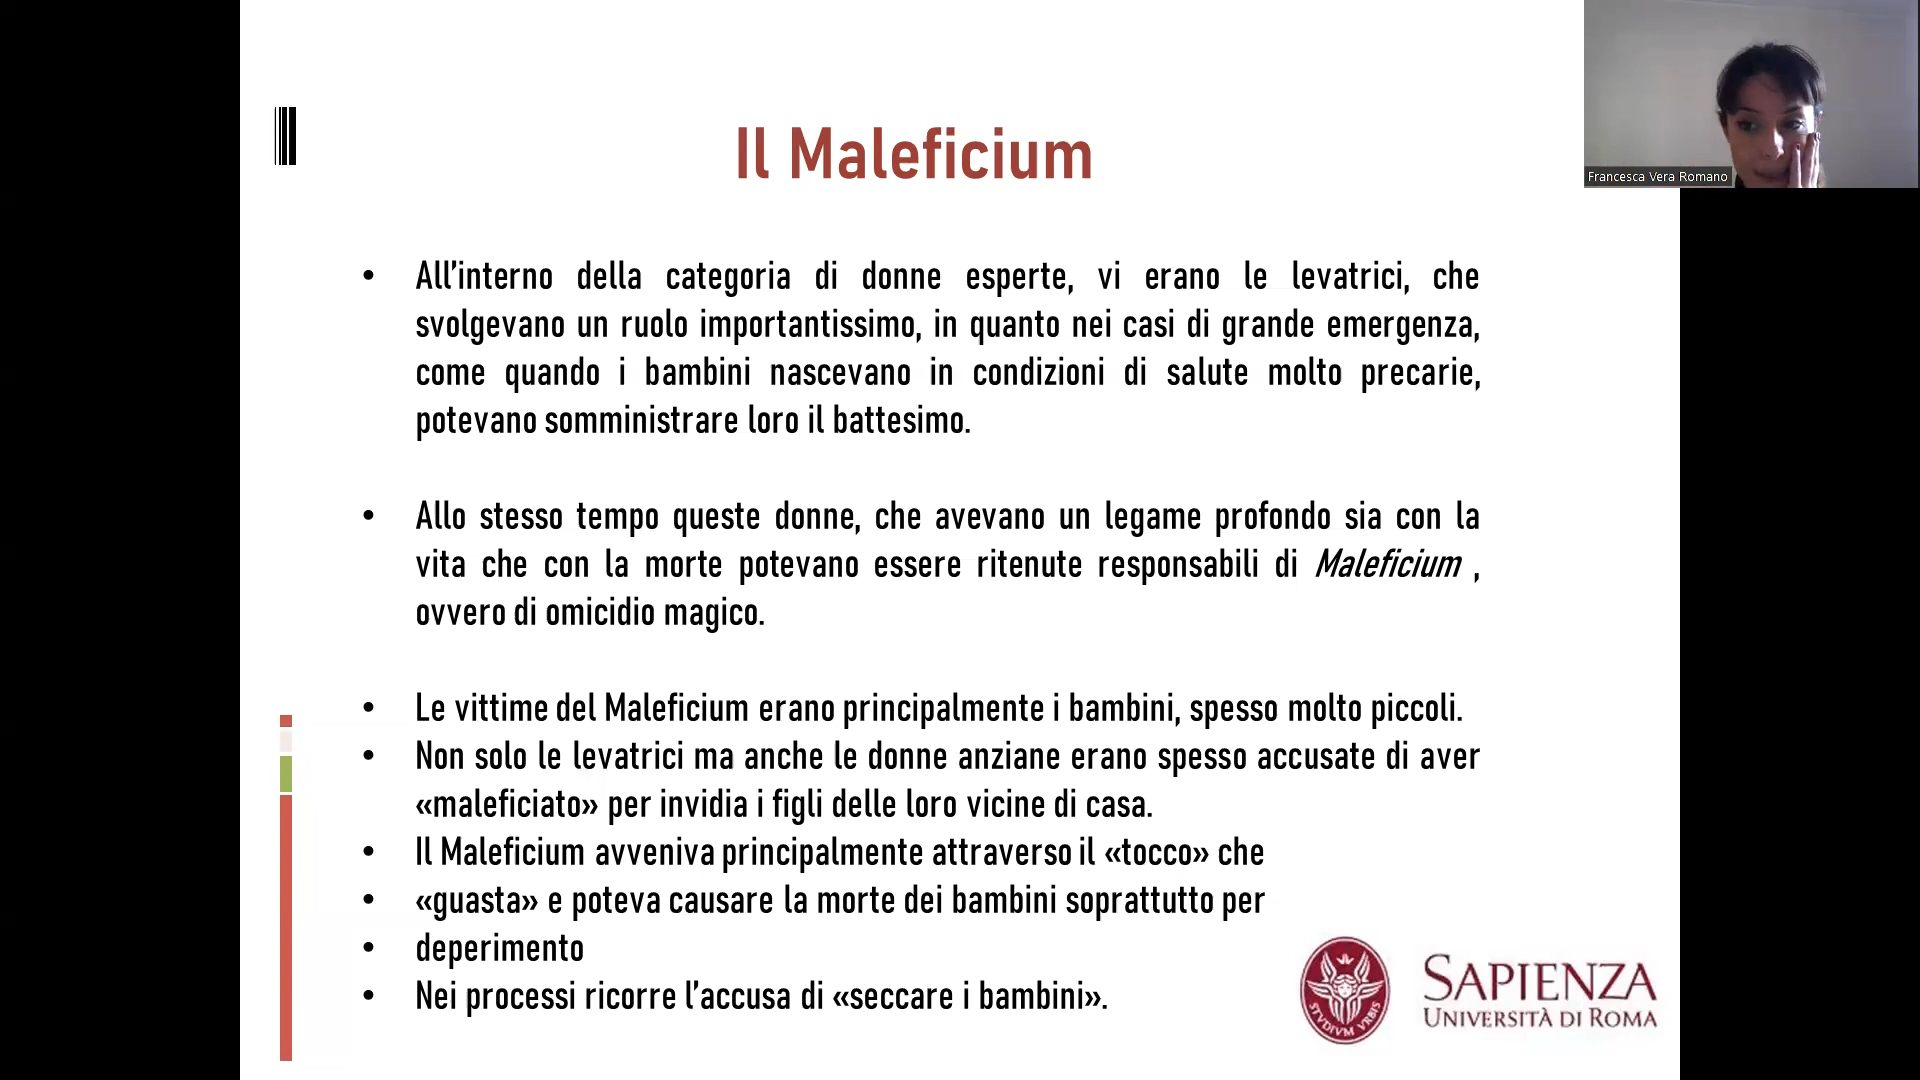 Il Maleficium
Francesca Vera Romano
• All’interno della categoria di donne esperte, vi erano le levatrici, che
svolgevano un ruolo importantissimo, in quanto nei casi di grande emergenza,
come quando i bambini nascevano in condizioni di salute molto precarie,
potevano somministrare loro il battesimo.
• Allo stesso tempo queste donne, che avevano un legame profondo sia con la
vita che con la morte potevano essere ritenute responsabili di Maleficium ,
ovvero di omicidio magico.
• Le vittime del Maleficium erano principalmente i bambini, spesso molto piccoli.
• Non solo le levatrici ma anche le donne anziane erano spesso accusate di aver
«maleficiato» per invidia i figli delle loro vicine di casa.
• Il Maleficium avveniva principalmente attraverso il «tocco» che
• «guasta» e poteva causare la morte dei bambini soprattutto per
• deperimento
• Nei processi ricorre l’accusa di «seccare i bambini».
STVDIVM VRBIS
SAPIENZA
UNIVERSITÀ DI ROMA